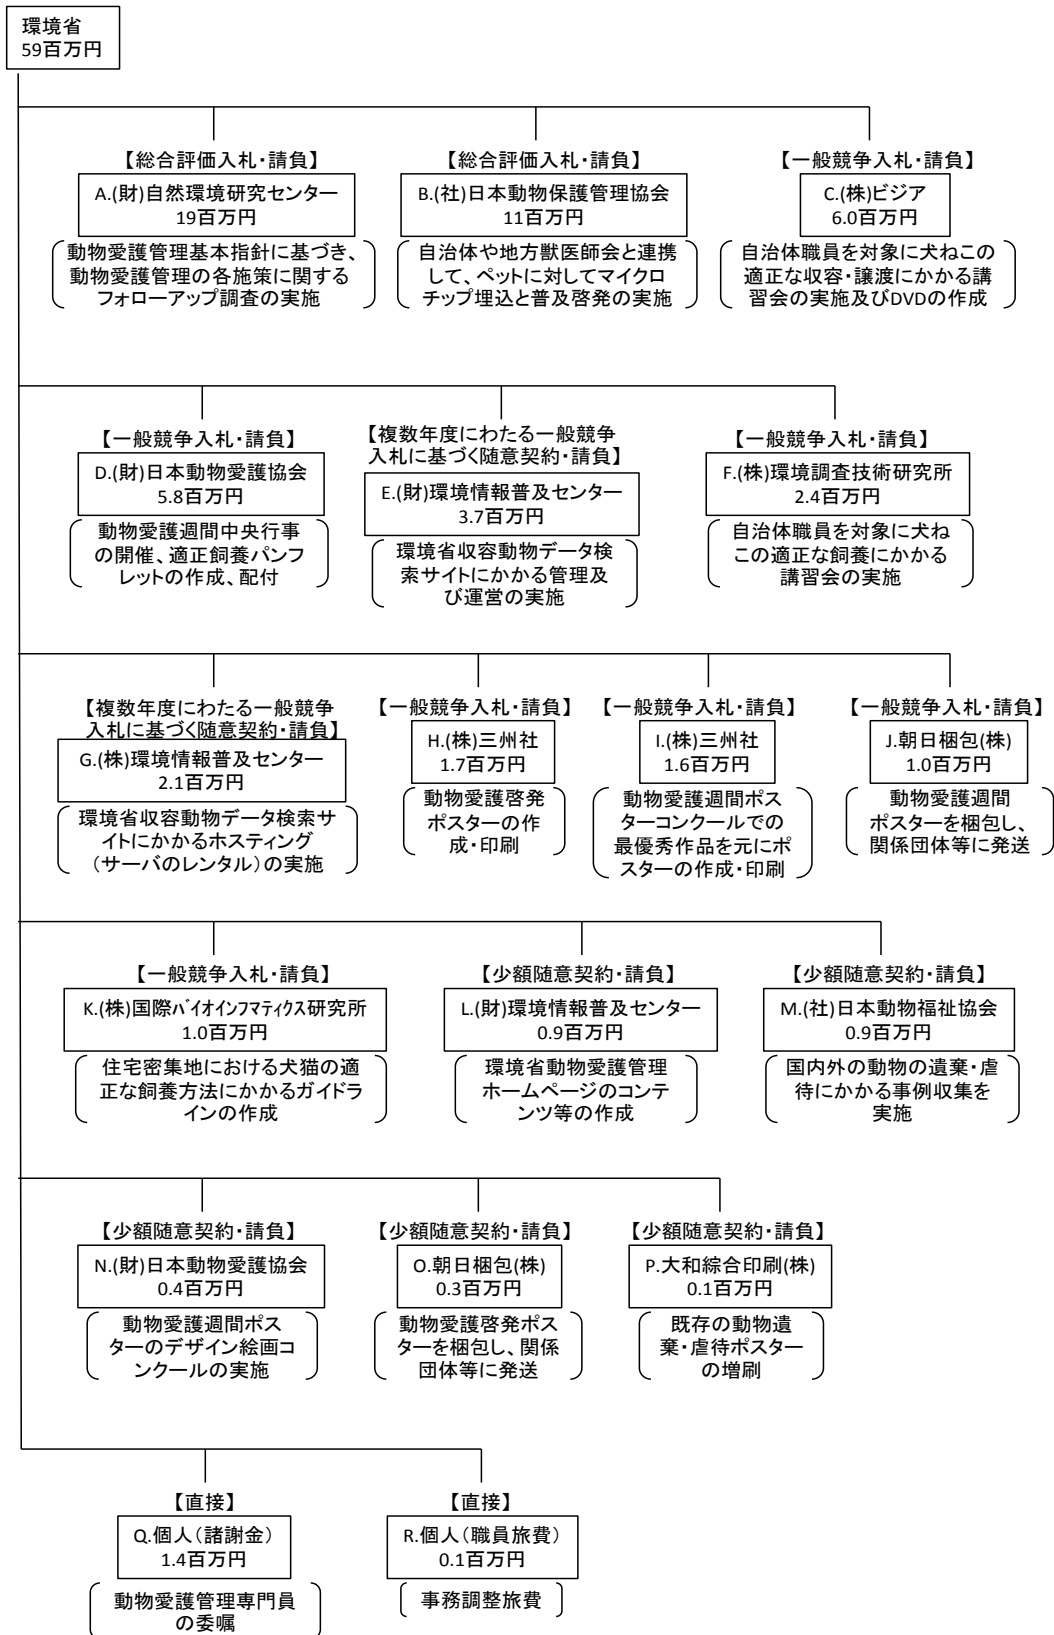 環境省
59百万円
【総合評価入札・請負】
A.(財)自然環境研究センター
19百万円
動物愛護管理基本指針に基づき、
動物愛護管理の各施策に関する
フォローアップ調査の実施
【総合評価入札・請負】
B.(社)日本動物保護管理協会
11百万円
自治体や地方獣医師会と連携
して、ペットに対してマイクロ
チップ埋込と普及啓発の実施
【一般競争入札・請負】
C.(株)ビジア
6.0百万円
自治体職員を対象に犬ねこの
適正な収容・譲渡にかかる講
習会の実施及びDVDの作成
【一般競争入札・請負】
D.(財)日本動物愛護協会
5.8百万円
動物愛護週間中央行事
の開催、適正飼養パンフ
レットの作成、配付
【複数年度にわたる一般競争
入札に基づく随意契約・請負】
E.(財)環境情報普及センター
3.7百万円
環境省収容動物データ検
索サイトにかかる管理及
び運営の実施
【一般競争入札・請負】
F.(株)環境調査技術研究所
2.4百万円
自治体職員を対象に犬ね
この適正な飼養にかかる
講習会の実施
【複数年度にわたる一般競争
入札に基づく随意契約・請負】
G.(株)環境情報普及センター
2.1百万円
環境省収容動物データ検索サ
イトにかかるホスティング
(サーバのレンタル)の実施
【一般競争入札・請負】
H.(株)三州社
1.7百万円
動物愛護啓発
ポスターの作
成・印刷
【一般競争入札・請負】
I.(株)三州社
1.6百万円
動物愛護週間ポス
ターコンクールでの
最優秀作品を元にポ
スターの作成・印刷
【一般競争入札・請負】
J.朝日梱包(株)
1.0百万円
動物愛護週間
ポスターを梱包し、
関係団体等に発送
【一般競争入札・請負】
K.(株)国際バイオインフマティクス研究所
1.0百万円
住宅密集地における犬猫の適
正な飼養方法にかかるガイドラ
インの作成
【少額随意契約・請負】
L.(財)環境情報普及センター
0.9百万円
環境省動物愛護管理
ホームページのコンテ
ンツ等の作成
【少額随意契約・請負】
M.(社)日本動物福祉協会
0.9百万円
国内外の動物の遺棄・虐
待にかかる事例収集を
実施
【少額随意契約・請負】
N.(財)日本動物愛護協会
0.4百万円
動物愛護週間ポス
ターのデザイン絵画コ
ンクールの実施
【少額随意契約・請負】
O.朝日梱包(株)
0.3百万円
動物愛護啓発ポス
ターを梱包し、関係
団体等に発送
【少額随意契約・請負】
P.大和綜合印刷(株)
0.1百万円
既存の動物遺
棄・虐待ポスター
の増刷
【直接】
Q.個人(諸謝金)
1.4百万円
動物愛護管理専門員
の委嘱
【直接】
R.個人(職員旅費)
0.1百万円
事務調整旅費